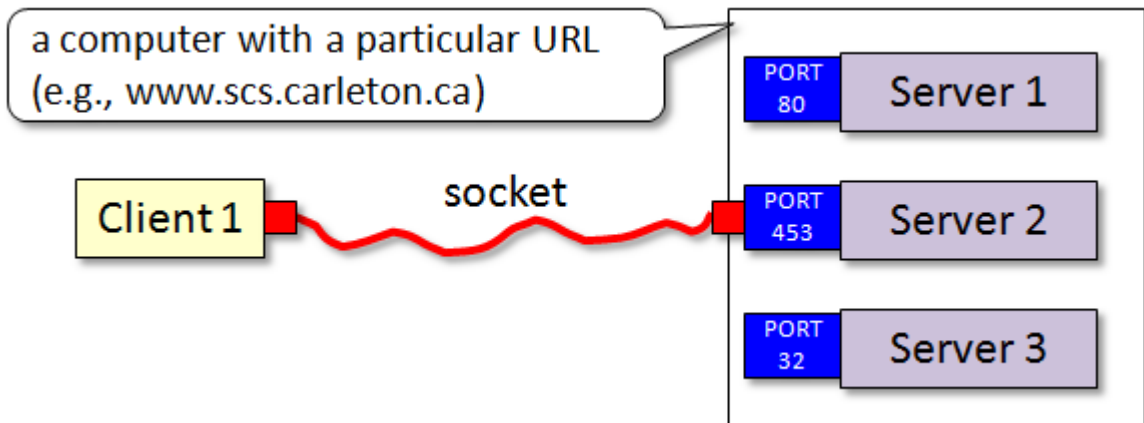 a computer with a particular URL
(e.g., www.scs.carleton.ca)
PORT
80
Server 1
Client 1
socket
PORT
453
Server 2
PORT
32
Server 3